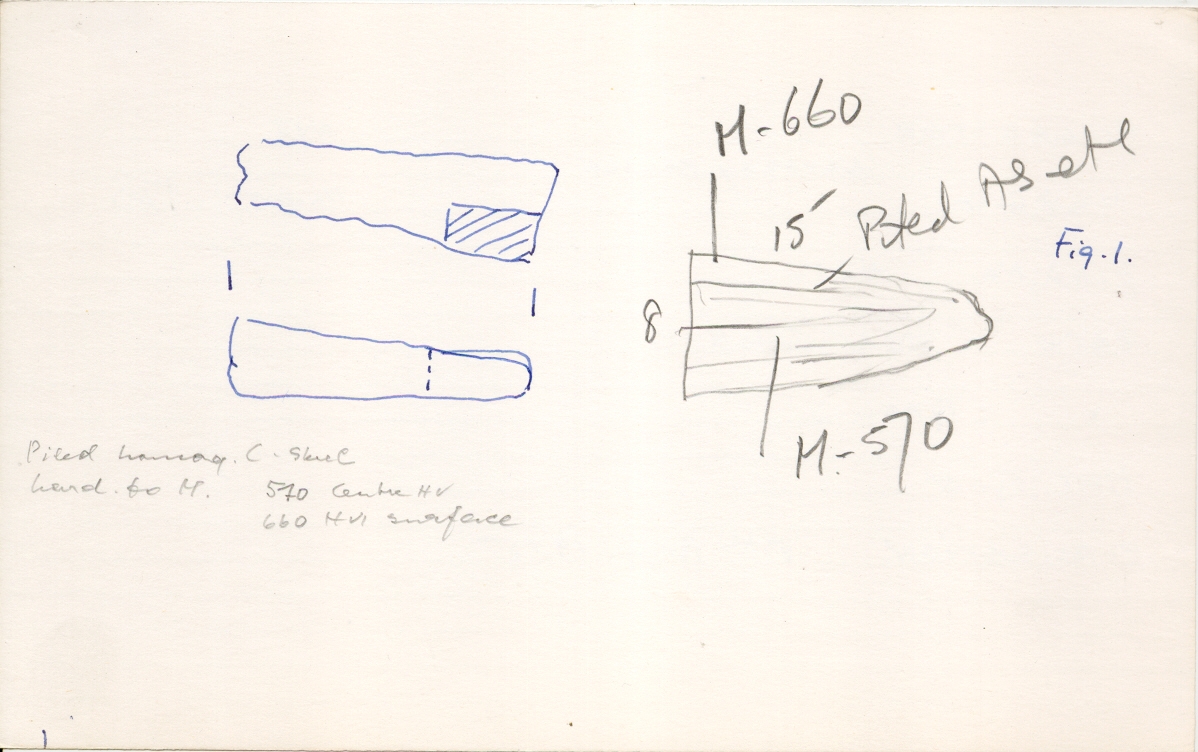 M-660
15 Piled As etch
Fig. 1.
8
M-570
Piled homog. C-steel
hard. to M. 570 centre HV
660 HV1 surface